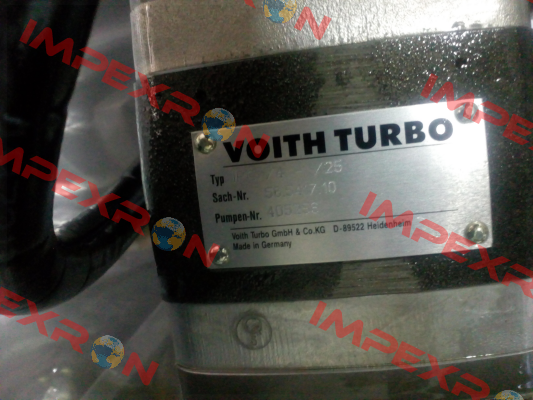 IMPEXRON
VOITH TURBO
Typ /25
Sach-Nr.
Pumpen-Nr.
Voith Turbo GmbH & Co.KG D-89522 Heidenheim
Made in Germany
IMPEXRON
IMPEXRON
IMPEXRON